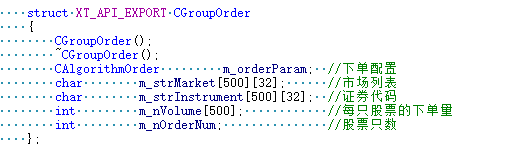 struct XT_API_EXPORT CGroupOrder
{
CGroupOrder();
~CGroupOrder();
CAlgorithmOrder m_orderParam; //下单配置
char m_strMarket[500][32]; //市场列表
char m_strInstrument[500][32]; //证券代码
int m_nVolume[500]; //每只股票的下单量
int m_nOrderNum; //股票只数
};